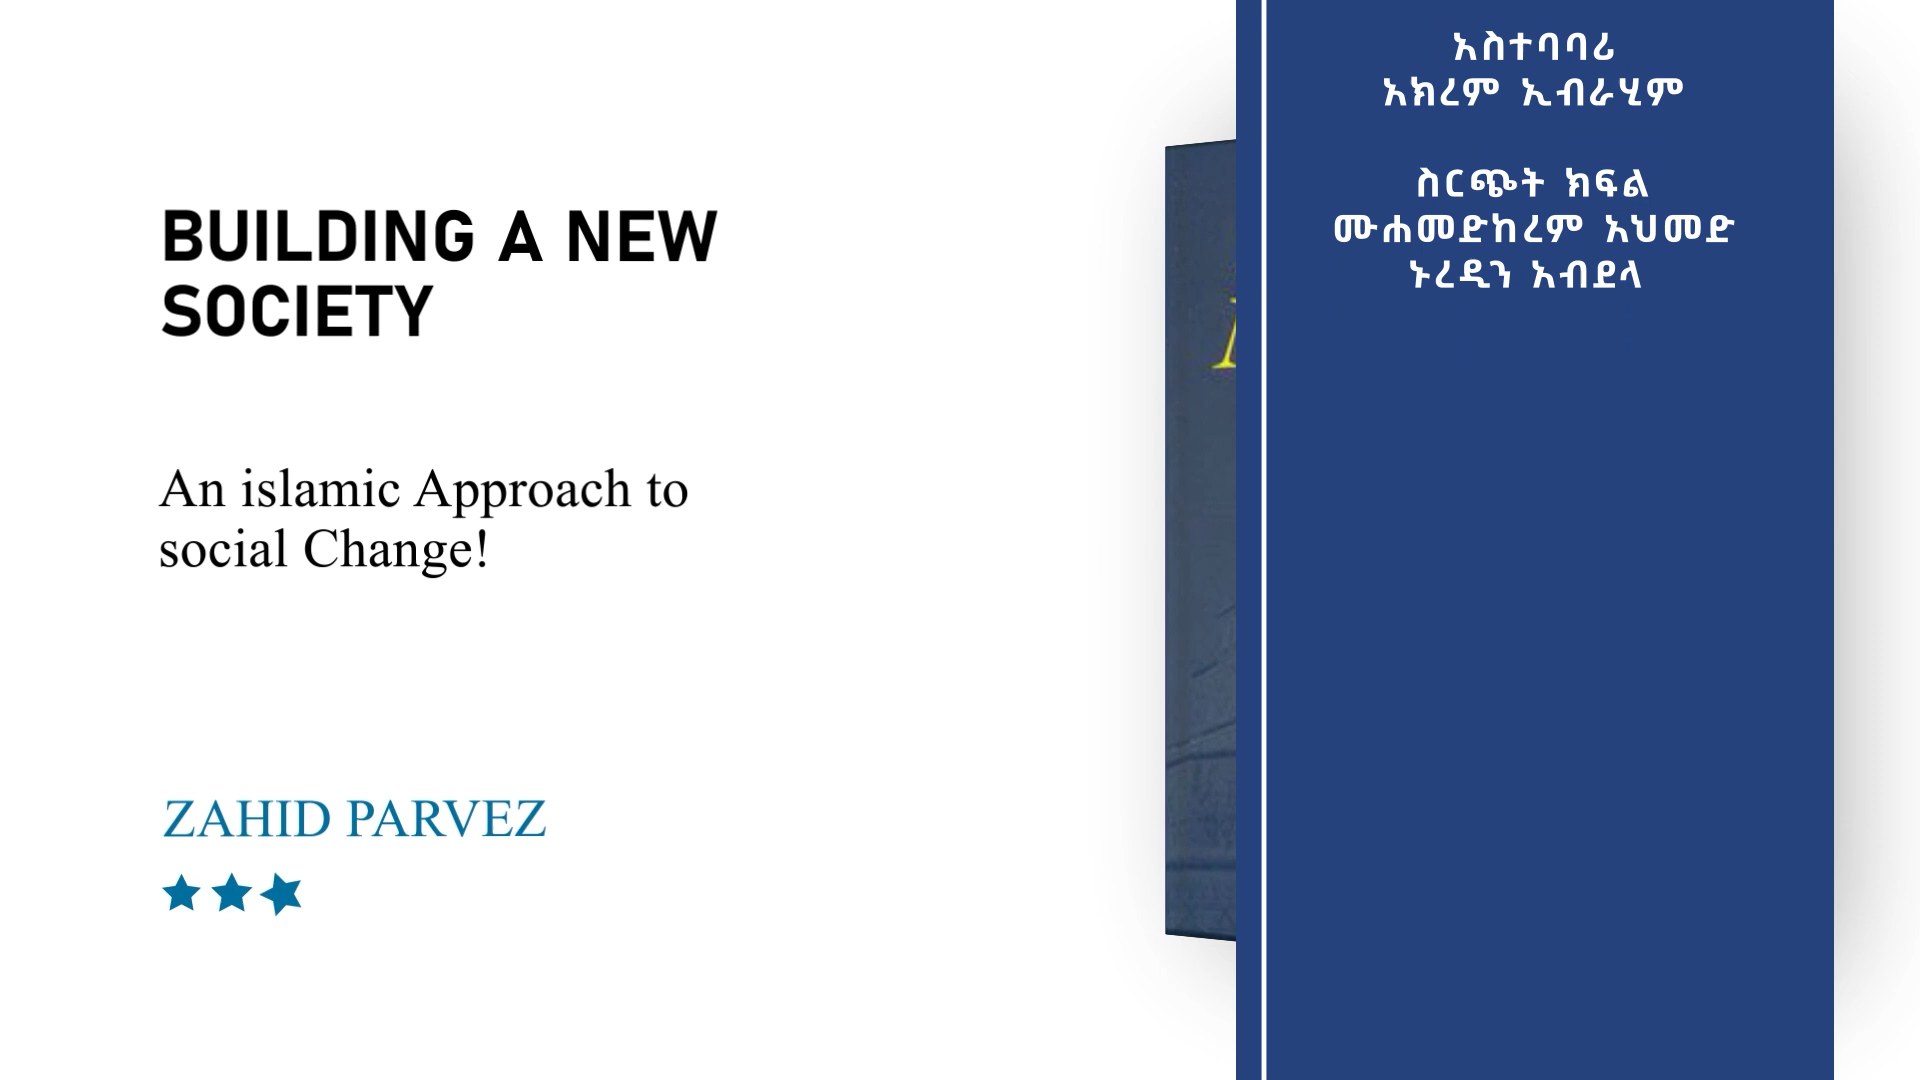 BUILDING A NEW
SOCIETY
An islamic Approach to
social Change!
ZAHID PARVEZ
አስተባባሪ
አክረም ኢብራሂም
ስርጭት ክፍል
ሙሐመድከረም አህመድ
ኑረዲን አብደላ